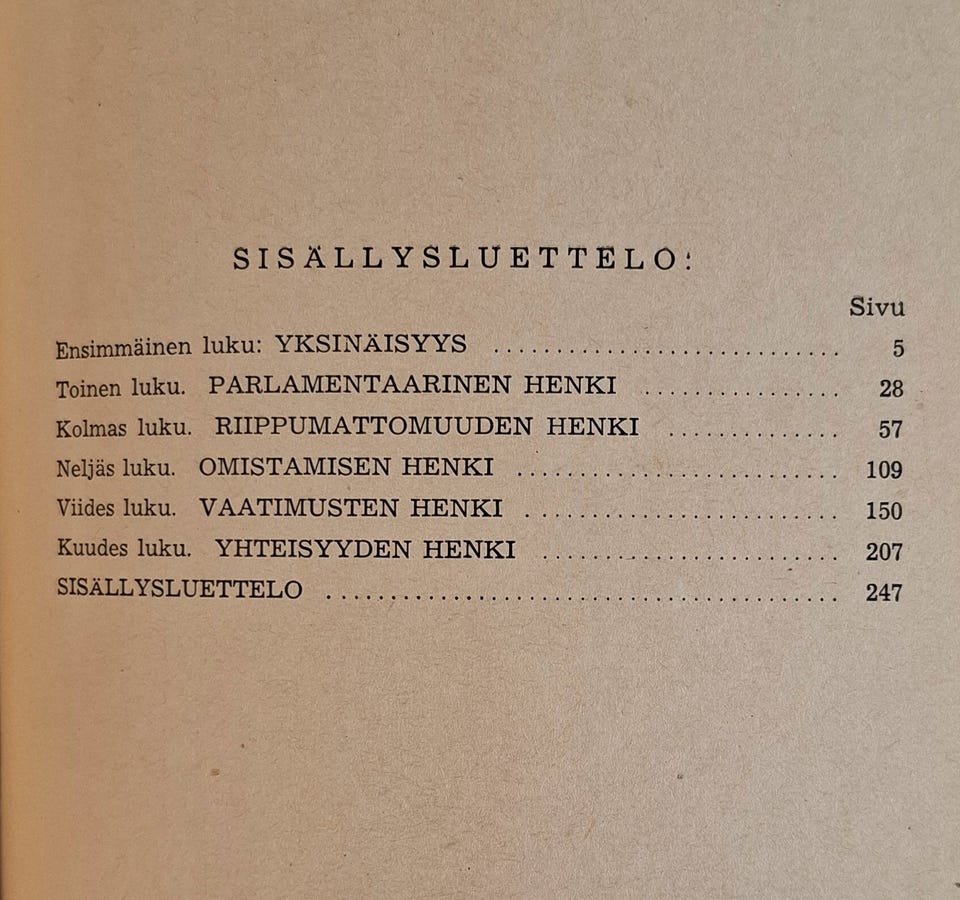 SISÄLLYSLUETTELO:
Sivu
Ensimmäinen luku: YKSINÄISYYS .............................. 5
Toinen luku. PARLAMENTAARINEN HENKI ................ 28
Kolmas luku. RIIPPUMATTOMUUDEN HENKI .............. 57
Neljäs luku. OMISTAMISEN HENKI .......................... 109
Viides luku. VAATIMUSTEN HENKI ......................... 150
Kuudes luku. YHTEISYYDEN HENKI ........................ 207
SISÄLLYSLUETTELO ......................................... 247